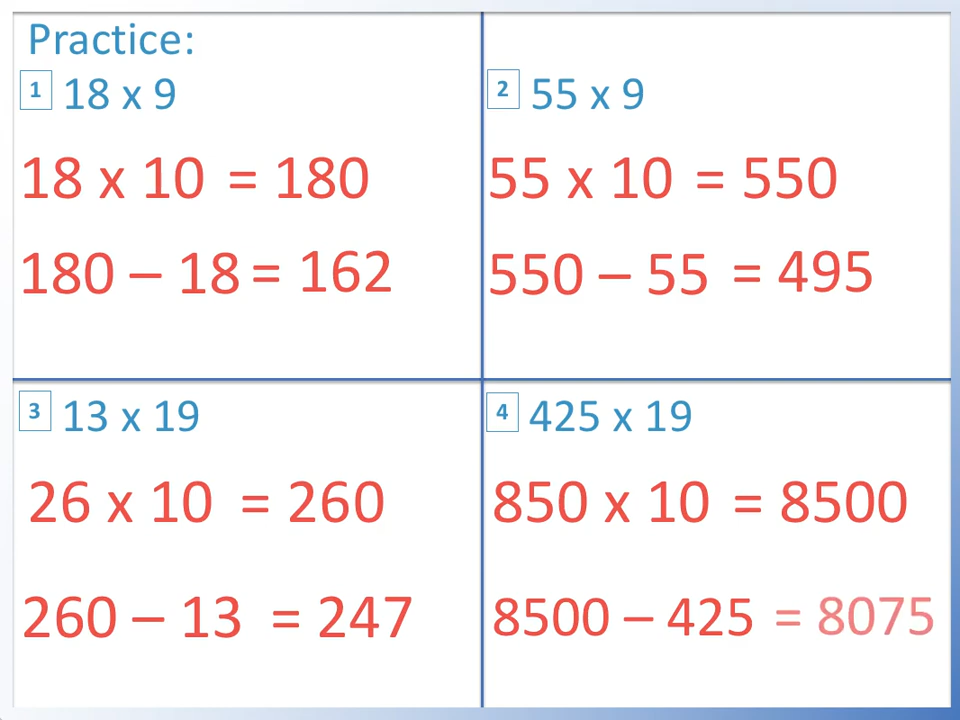 Practice:
1 18 x 9
18 x 10 = 180
180 – 18 = 162
2 55 x 9
55 x 10 = 550
550 – 55 = 495
3 13 x 19
26 x 10 = 260
260 – 13 = 247
4 425 x 19
850 x 10 = 8500
8500 – 425 = 8075